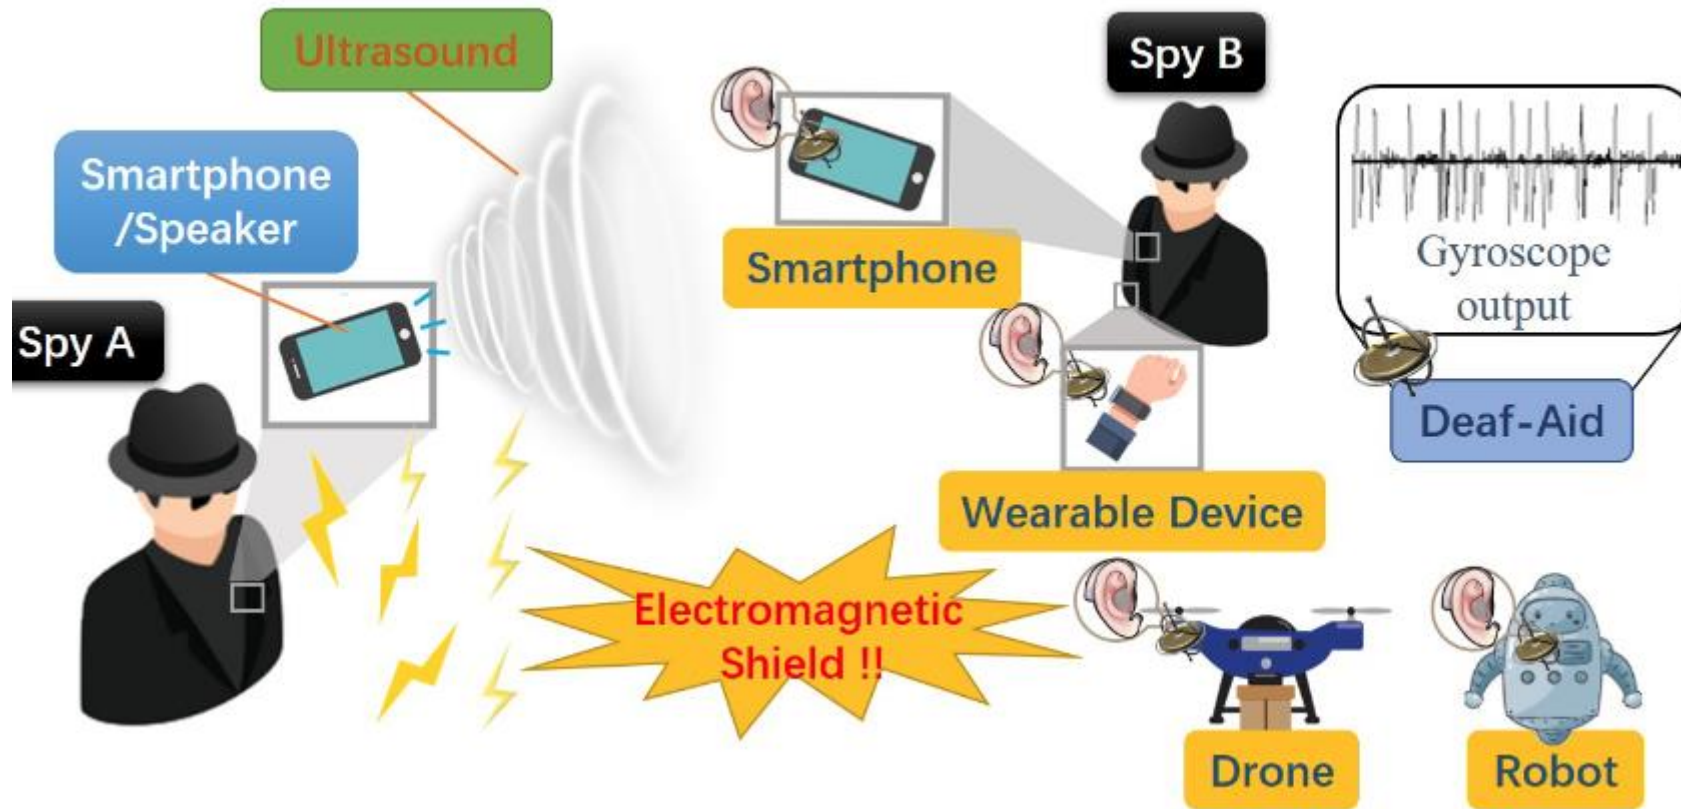 Ultrasound
Spy B
Smartphone
/Speaker
Smartphone
Gyroscope
output
Spy A
Deaf-Aid
Wearable Device
Electromagnetic
Shield !!
Drone
Robot